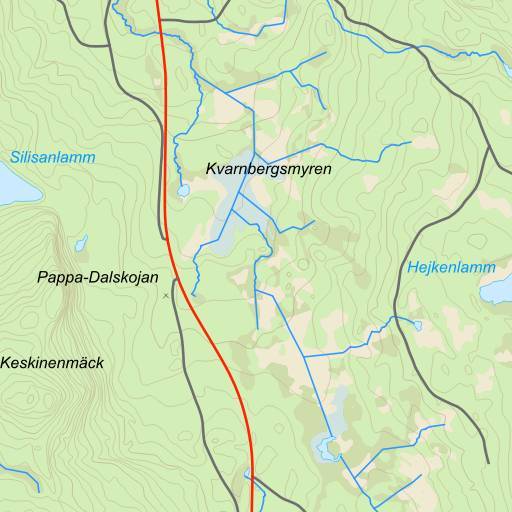 Silisanlamm
Kvarnbergsmyren
Hejkenlamm
Pappa-Dalskojan
Keskinenmäck